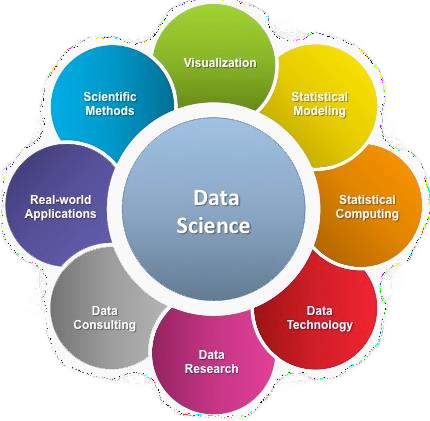 Visualization
Statistical
Modeling
Statistical
Computing
Data
Technology
Data
Research
Data
Consulting
Real-world
Applications
Scientific
Methods
Data
Science